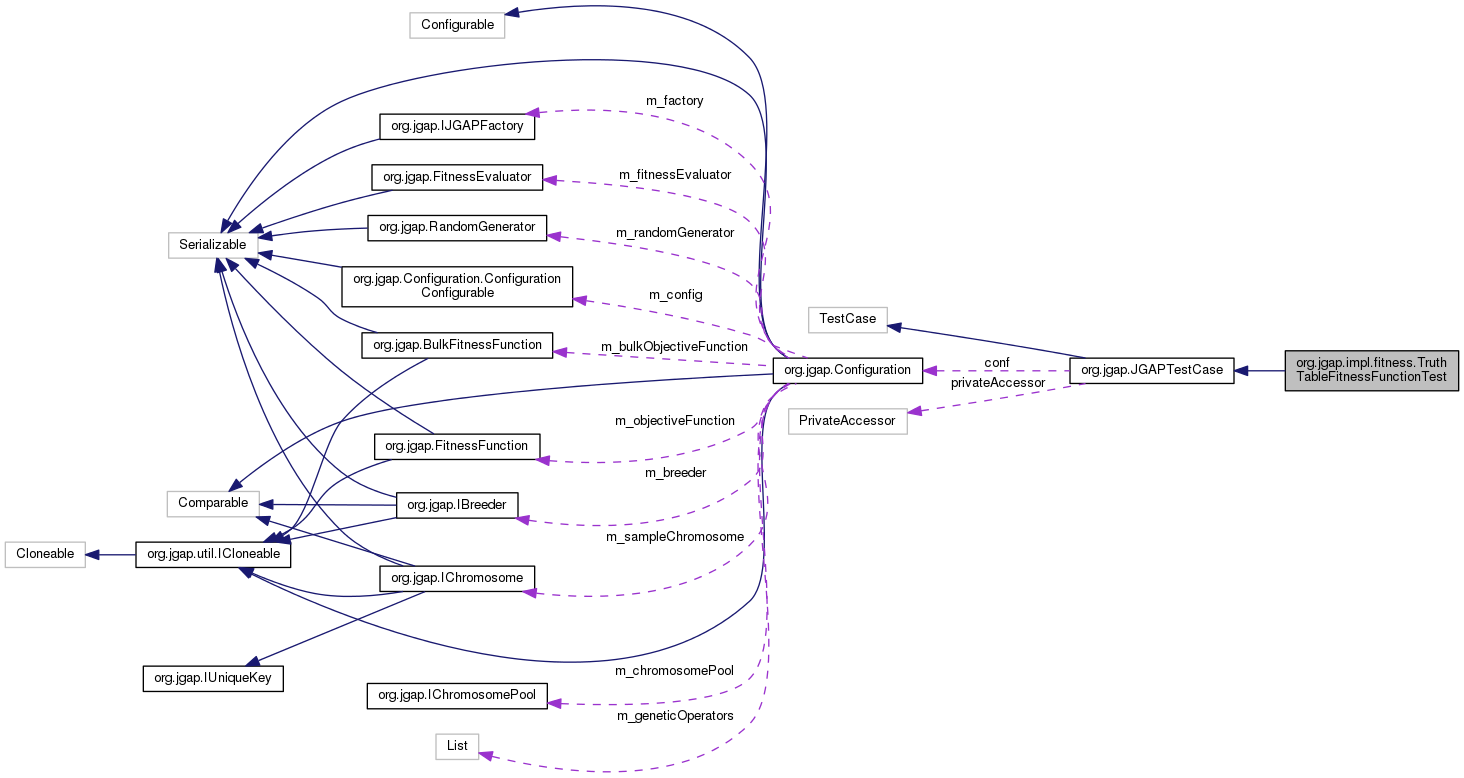 Configurable
m_factory
org.jgap.IJGAPFactory
m_fitnessEvaluator
org.jgap.FitnessEvaluator
m_randomGenerator
org.jgap.RandomGenerator
Serializable
org.jgap.Configuration.Configuration
Configurable
m_config
TestCase
org.jgap.BulkFitnessFunction
m_bulkObjectiveFunction
org.jgap.Configuration
conf
privateAccessor
org.jgap.JGAPTestCase
org.jgap.impl.fitness.Truth
TableFitnessFunctionTest
PrivateAccessor
m_objectiveFunction
org.jgap.FitnessFunction
m_breeder
Comparable
org.jgap.IBreeder
m_sampleChromosome
Cloneable
org.jgap.util.ICloneable
org.jgap.IChromosome
m_chromosomePool
org.jgap.IUniqueKey
org.jgap.IChromosomePool
m_geneticOperators
List